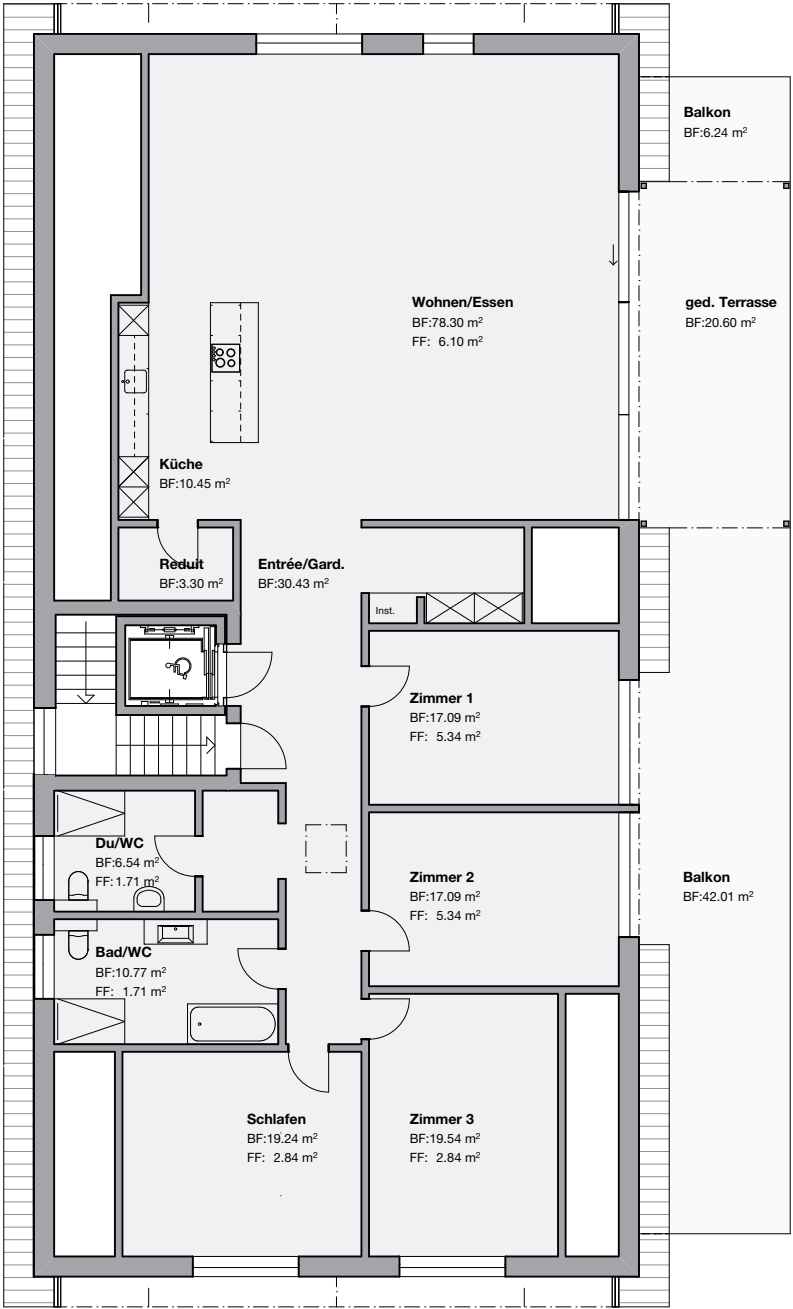 Balkon
BF:6.24 m²
Wohnen/Essen
BF:78.30 m²
FF: 6.10 m²
ged. Terrasse
BF:20.60 m²
Küche
BF:10.45 m²
Reduit
BF:3.30 m²
Entrée/Gard.
BF:30.43 m²
Inst.
Zimmer 1
BF:17.09 m²
FF: 5.34 m²
Du/WC
BF:6.54 m²
FF: 1.71 m²
Zimmer 2
BF:17.09 m²
FF: 5.34 m²
Balkon
BF:42.01 m²
Bad/WC
BF:10.77 m²
FF: 1.71 m²
Schlafen
BF:19.24 m²
FF: 2.84 m²
Zimmer 3
BF:19.54 m²
FF: 2.84 m²